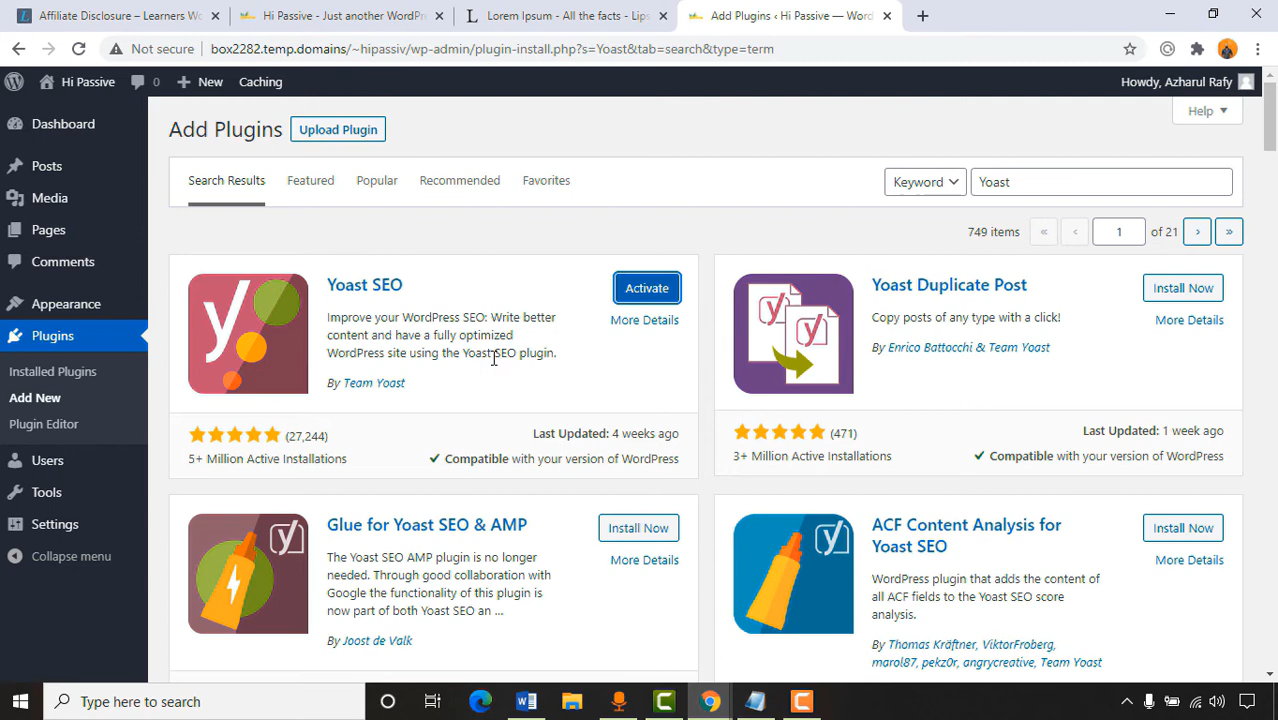 Affiliate Disclosure – Learners W
Hi Passive – Just another WordPr
Lorem Ipsum - All the facts - Lips
Add Plugins ‹ Hi Passive — Word
Not secure
box2282.temp.domains/~hipassiv/wp-admin/plugin-install.php?s=Yoast&tab=search&type=term
Hi Passive
0
New
Caching
Howdy, Azharul Rafy
Dashboard
Posts
Media
Pages
Comments
Appearance
Plugins
Installed Plugins
Add New
Plugin Editor
Users
Tools
Settings
Collapse menu
Add Plugins
Upload Plugin
Help
Search Results
Featured
Popular
Recommended
Favorites
Keyword
Yoast
749 items
«
‹
1
of 21
›
»
Yoast SEO
Activate
More Details
Improve your WordPress SEO: Write better
content and have a fully optimized
WordPress site using the Yoast SEO plugin.
By Team Yoast
(27,244)
5+ Million Active Installations
Last Updated: 4 weeks ago
Compatible with your version of WordPress
Yoast Duplicate Post
Install Now
More Details
Copy posts of any type with a click!
By Enrico Battocchi & Team Yoast
(471)
3+ Million Active Installations
Last Updated: 1 week ago
Compatible with your version of WordPress
Glue for Yoast SEO & AMP
Install Now
More Details
The Yoast SEO AMP plugin is no longer
needed. Through good collaboration with
Google the functionality of this plugin is
now part of both Yoast SEO an ...
By Joost de Valk
ACF Content Analysis for
Yoast SEO
Install Now
More Details
WordPress plugin that adds the content of
all ACF fields to the Yoast SEO score
analysis.
By Thomas Kräftner, ViktorFroberg,
marol87, pekz0r, angrycreative, Team Yoast
Type here to search